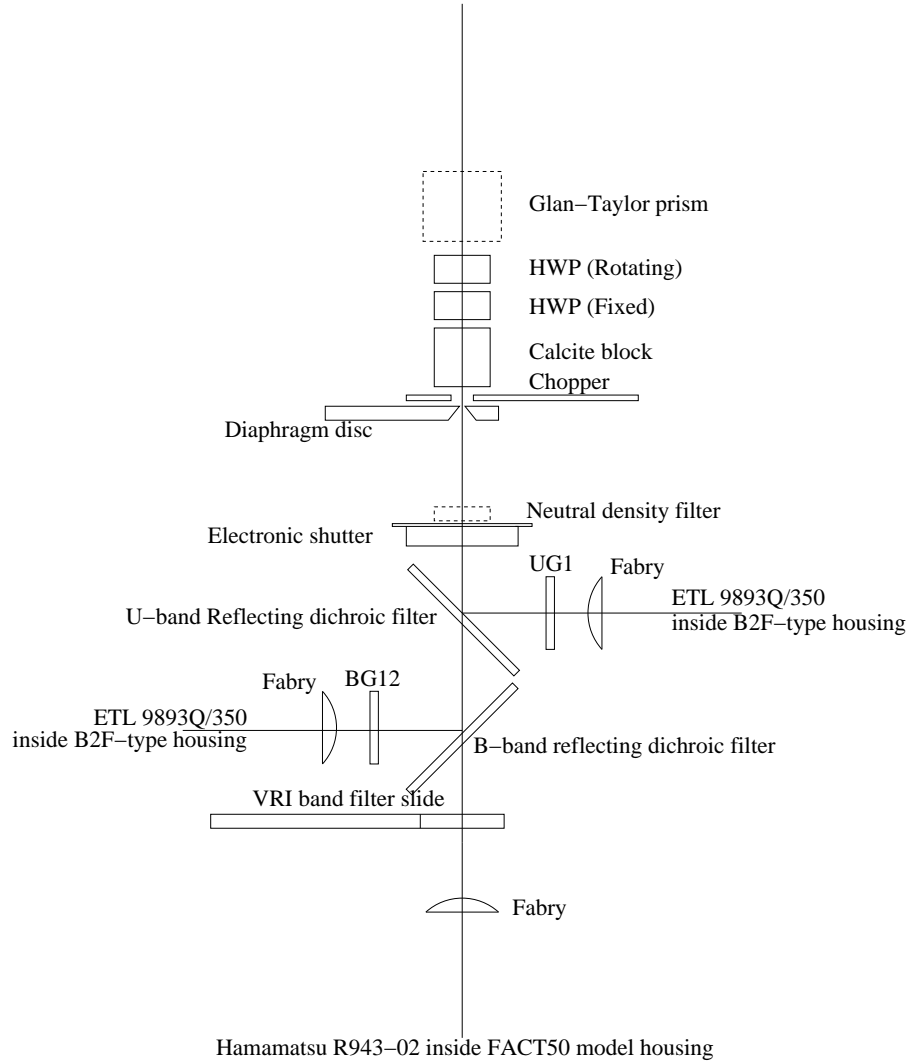 Glan−Taylor prism
HWP (Rotating)
HWP (Fixed)
Calcite block
Chopper
Diaphragm disc
Neutral density filter
Electronic shutter
UG1
Fabry
ETL 9893Q/350
inside B2F−type housing
U−band Reflecting dichroic filter
Fabry
BG12
ETL 9893Q/350
inside B2F−type housing
B−band reflecting dichroic filter
VRI band filter slide
Fabry
Hamamatsu R943−02 inside FACT50 model housing